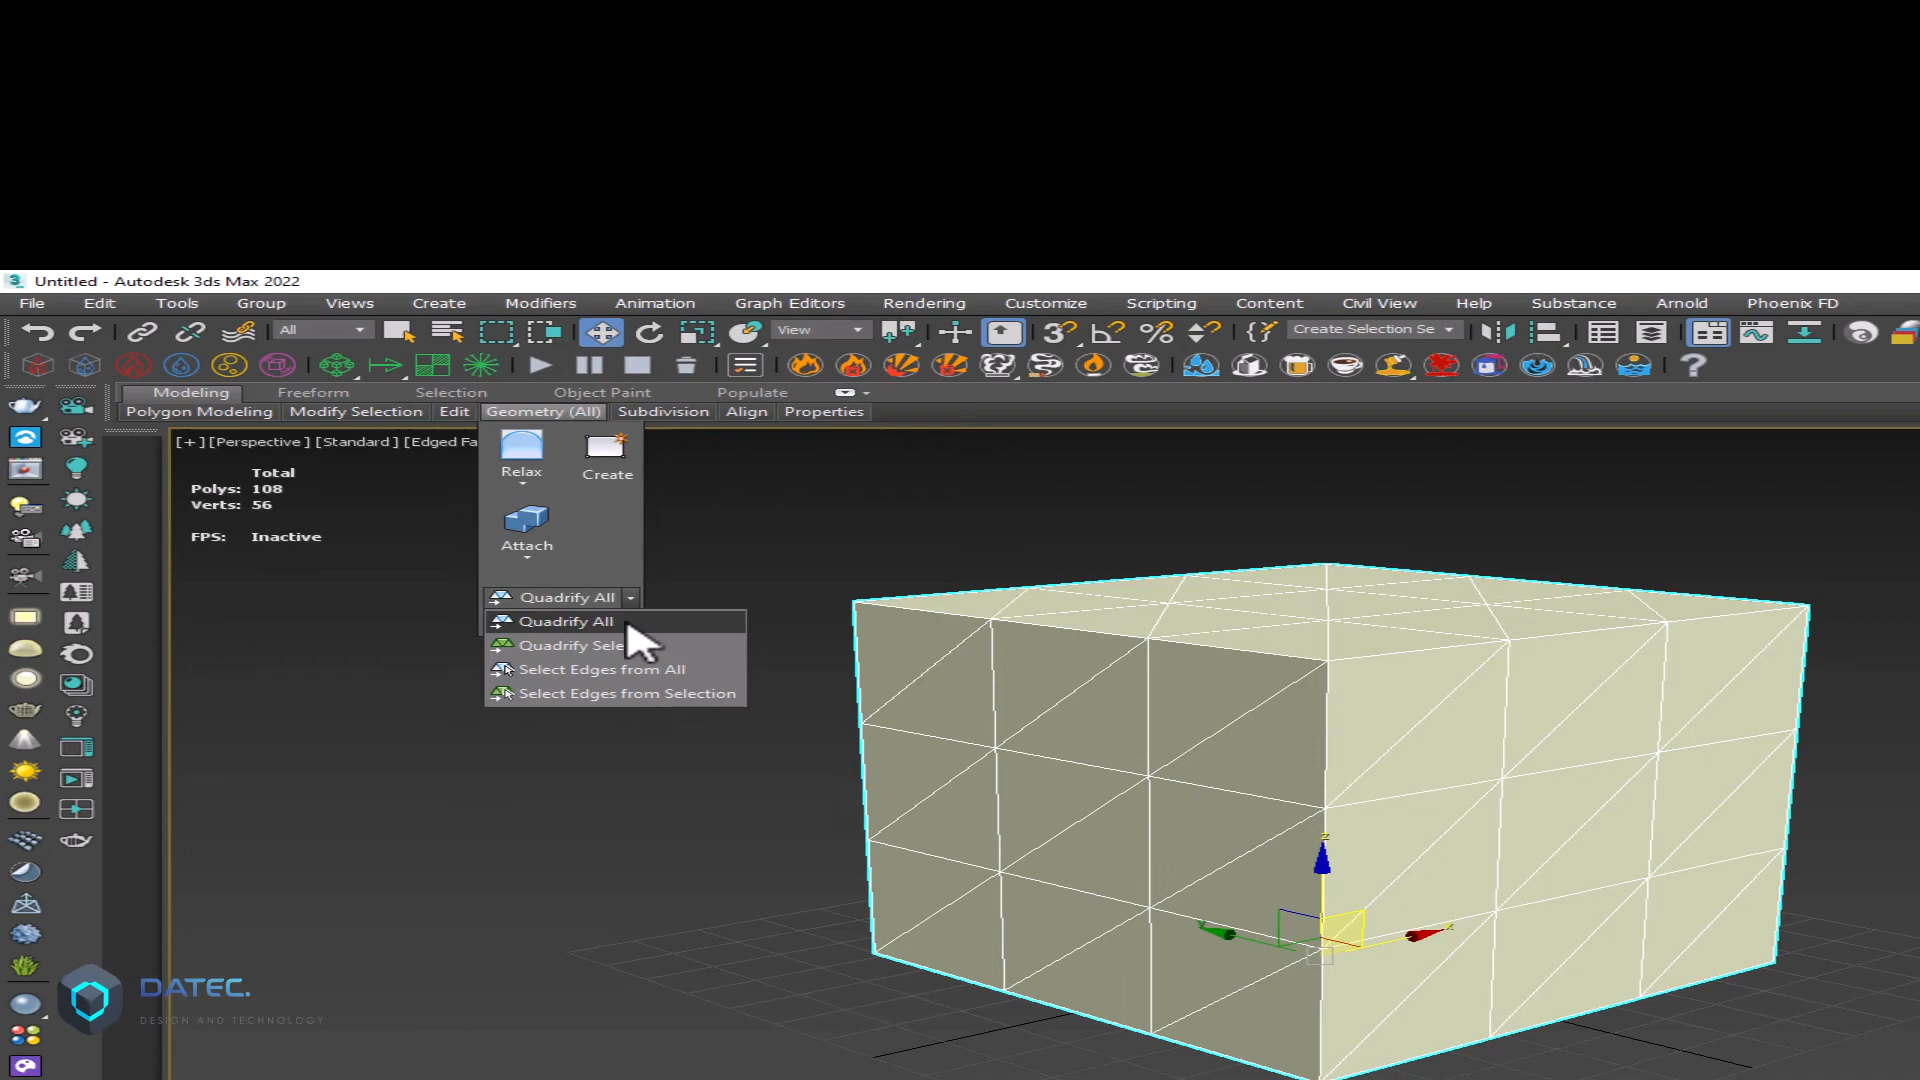 Untitled - Autodesk 3ds Max 2022
File Edit Tools Group Views Create Modifiers Animation Graph Editors Rendering Customize Scripting Content Civil View Help Substance Arnold Phoenix FD
All View Create Selection Se
Modeling Freeform Selection Object Paint Populate
Polygon Modeling Modify Selection Edit Geometry (All) Subdivision Align Properties
[+] [Perspective ] [Standard ] [Edged Fa
Total
Polys: 108
Verts: 56
FPS: Inactive
Relax Create
Attach
Quadrify All
Quadrify All
Quadrify Sele
Select Edges from All
Select Edges from Selection
z
y
x
DATEC.
DESIGN AND TECHNOLOGY